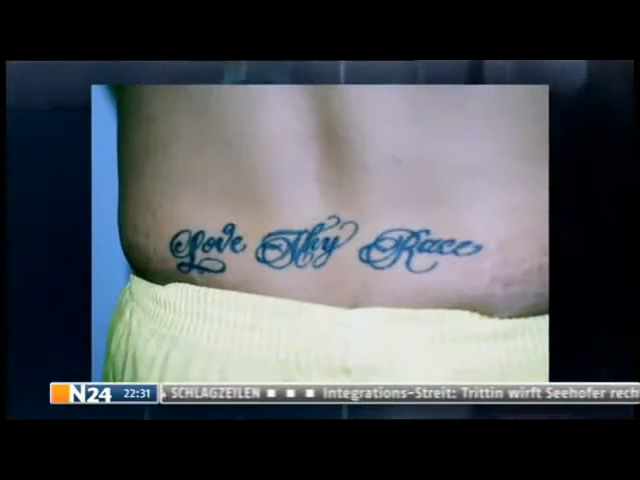 Love Thy Race
N24 22:31 SCHLAGZEILEN ■ ■ ■ Integrations-Streit: Trittin wirft Seehofer rech